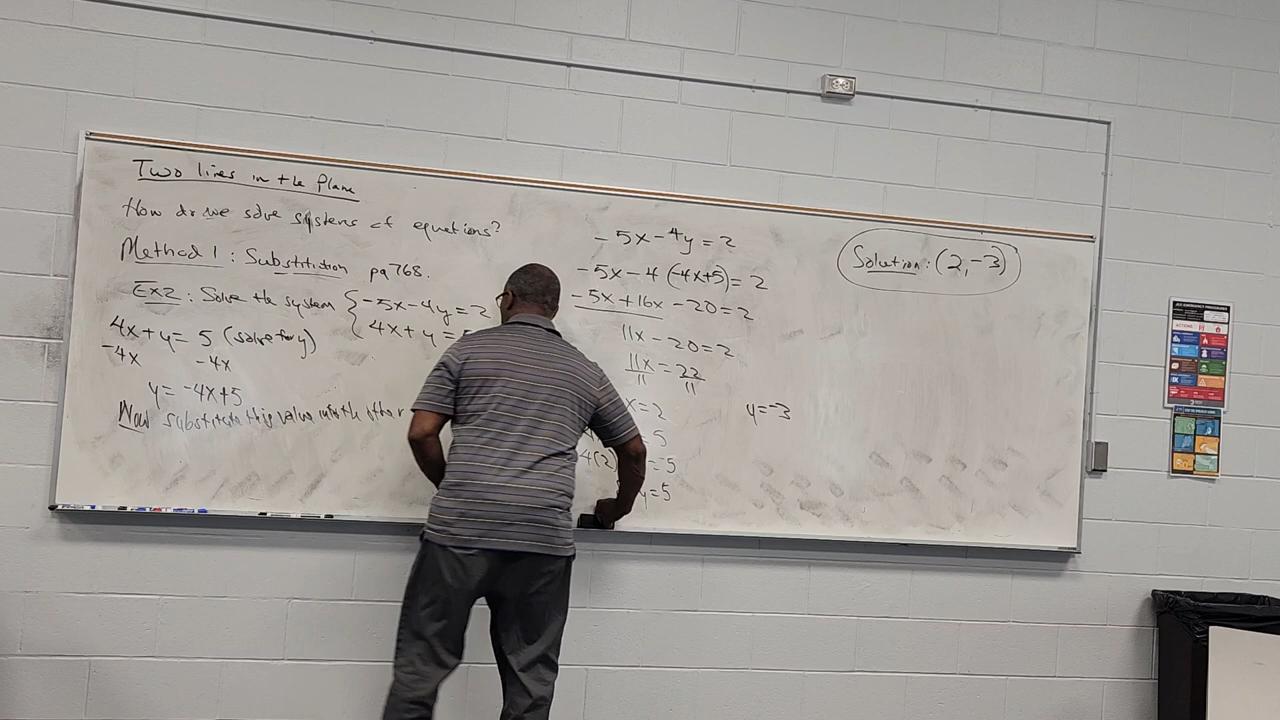 Two lines in the Plane
How do we solve systems of equations?
Method 1: Substitution pg 768.
Ex2: Solve the system { -5x-4y=2
4x+y=5
4x+y=5 (solve for y)
-4x -4x
y=-4x+5
Now substitute this value into the other
-5x-4y=2
-5x-4(-4x+5)=2
-5x+16x-20=2
11x-20=2
11x=22
11 11
x=2
=5
4(2) =5
y=5
y=-3
Solution: (2,-3)